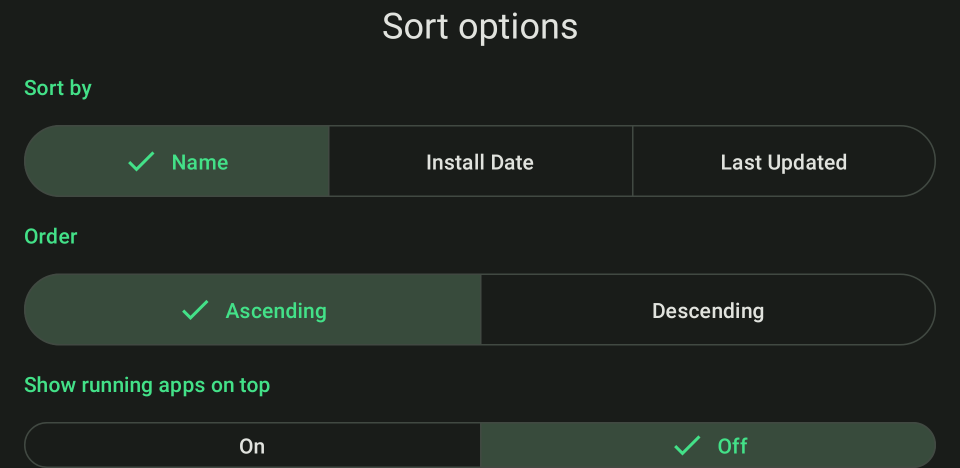 Sort options
Sort by
Name Install Date Last Updated
Order
Ascending Descending
Show running apps on top
On Off